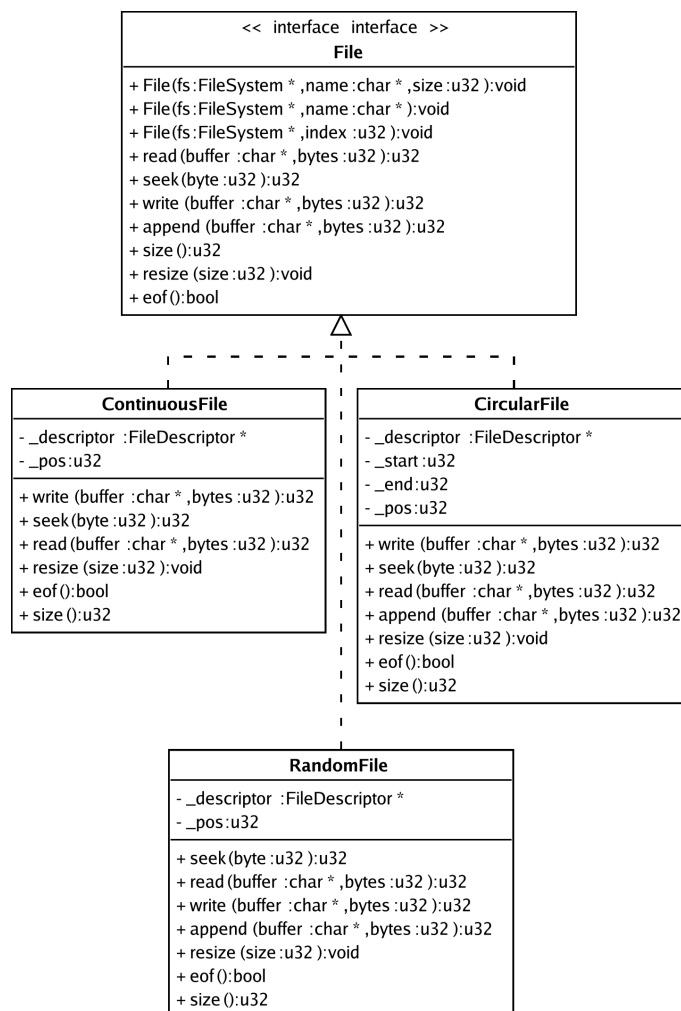 << interface interface >>
File
+ File(fs:FileSystem * ,name:char * ,size:u32):void
+ File(fs:FileSystem * ,name:char * ):void
+ File(fs:FileSystem * ,index :u32):void
+ read(buffer :char * ,bytes :u32):u32
+ seek(byte:u32):u32
+ write (buffer :char * ,bytes :u32):u32
+ append (buffer :char * ,bytes :u32):u32
+ size():u32
+ resize (size:u32):void
+ eof():bool
ContinuousFile
- _descriptor :FileDescriptor *
- _pos:u32
+ write (buffer :char * ,bytes :u32):u32
+ seek(byte:u32):u32
+ read(buffer :char * ,bytes :u32):u32
+ resize (size:u32):void
+ eof():bool
+ size():u32
CircularFile
- _descriptor :FileDescriptor *
- _start:u32
- _end:u32
- _pos:u32
+ write (buffer :char * ,bytes :u32):u32
+ seek(byte:u32):u32
+ read(buffer :char * ,bytes :u32):u32
+ append (buffer :char * ,bytes :u32):u32
+ resize (size:u32):void
+ eof():bool
+ size():u32
RandomFile
- _descriptor :FileDescriptor *
- _pos:u32
+ seek(byte:u32):u32
+ read(buffer :char * ,bytes :u32):u32
+ write (buffer :char * ,bytes :u32):u32
+ append (buffer :char * ,bytes :u32):u32
+ resize (size:u32):void
+ eof():bool
+ size():u32